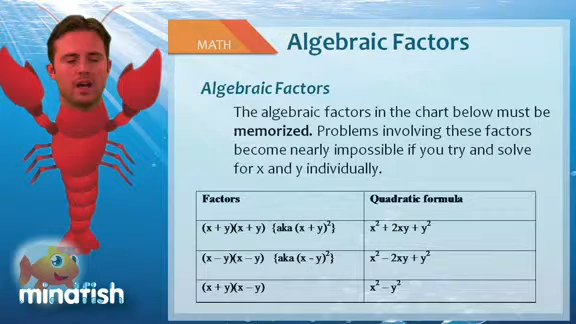 MATH
Algebraic Factors
Algebraic Factors
The algebraic factors in the chart below must be
memorized. Problems involving these factors
become nearly impossible if you try and solve
for x and y individually.
Factors Quadratic formula
(x + y)(x + y) {aka (x + y)²} x² + 2xy + y²
(x – y)(x – y) {aka (x - y)²} x² – 2xy + y²
(x + y)(x – y) x² – y²
mindfish